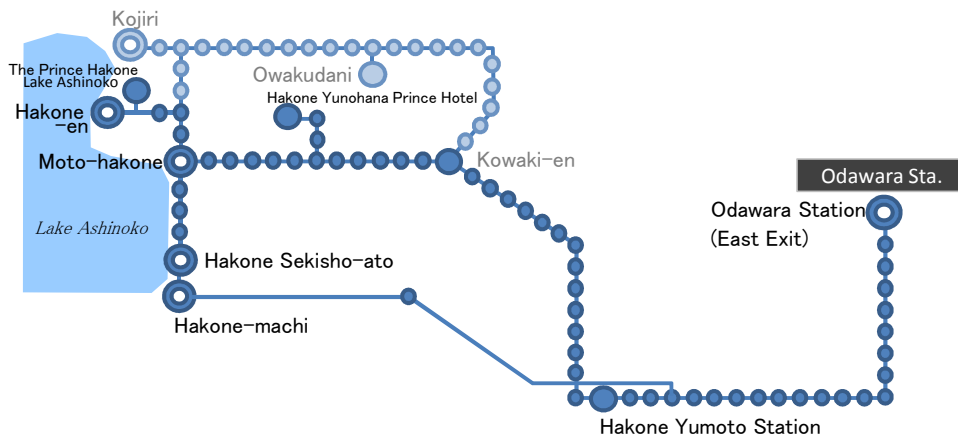 Kojiri
The Prince Hakone
Lake Ashinoko
Owakudani
Hakone Yunohana Prince Hotel
Hakone
-en
Moto-hakone
Kowaki-en
Odawara Sta.
Odawara Station
(East Exit)
Lake Ashinoko
Hakone Sekisho-ato
Hakone-machi
Hakone Yumoto Station